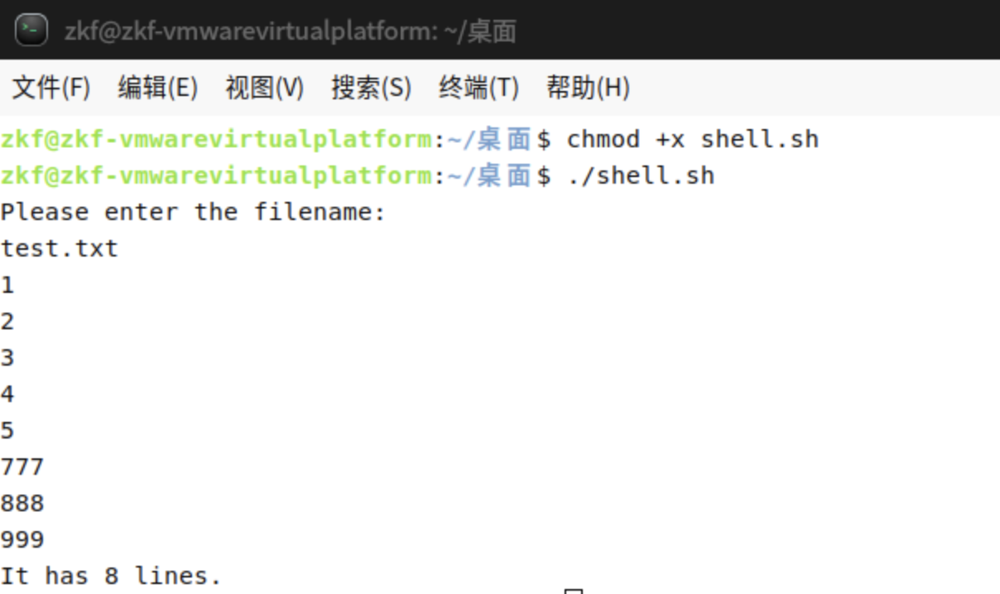 zkf@zkf-vmwarevirtualplatform: ~/桌面
文件(F) 编辑(E) 视图(V) 搜索(S) 终端(T) 帮助(H)
zkf@zkf-vmwarevirtualplatform:~/桌面$ chmod +x shell.sh
zkf@zkf-vmwarevirtualplatform:~/桌面$ ./shell.sh
Please enter the filename:
test.txt
1
2
3
4
5
777
888
999
It has 8 lines.